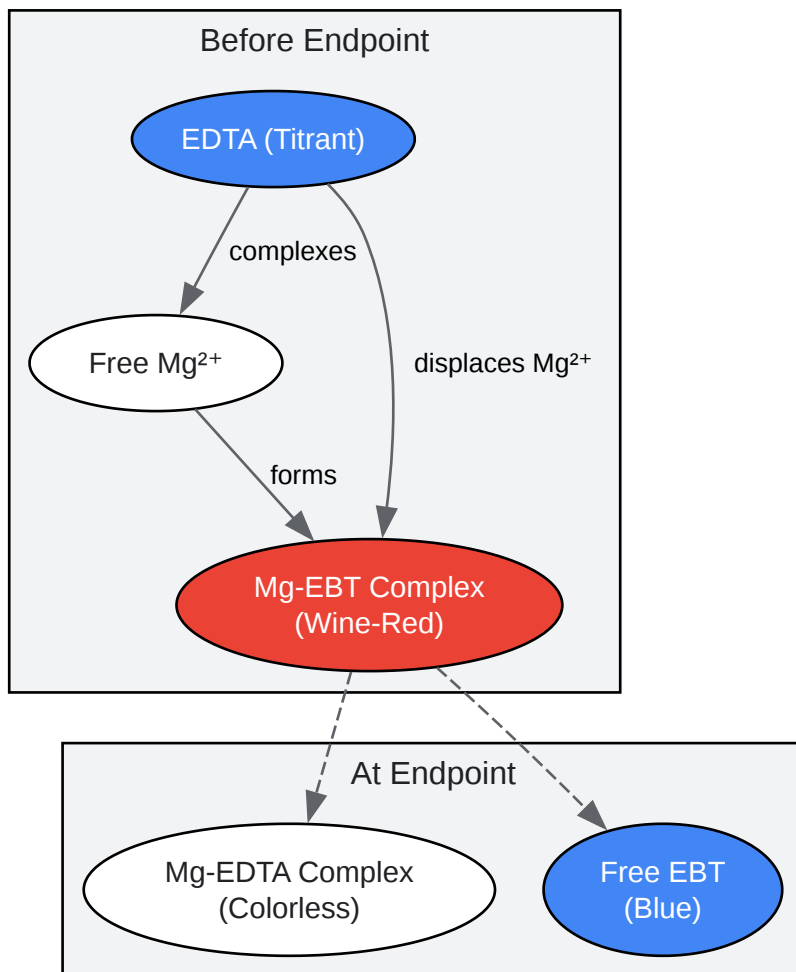 Before Endpoint
EDTA (Titrant)
complexes
Free Mg²⁺
displaces Mg²⁺
forms
Mg-EBT Complex
(Wine-Red)
At Endpoint
Mg-EDTA Complex
(Colorless)
Free EBT
(Blue)